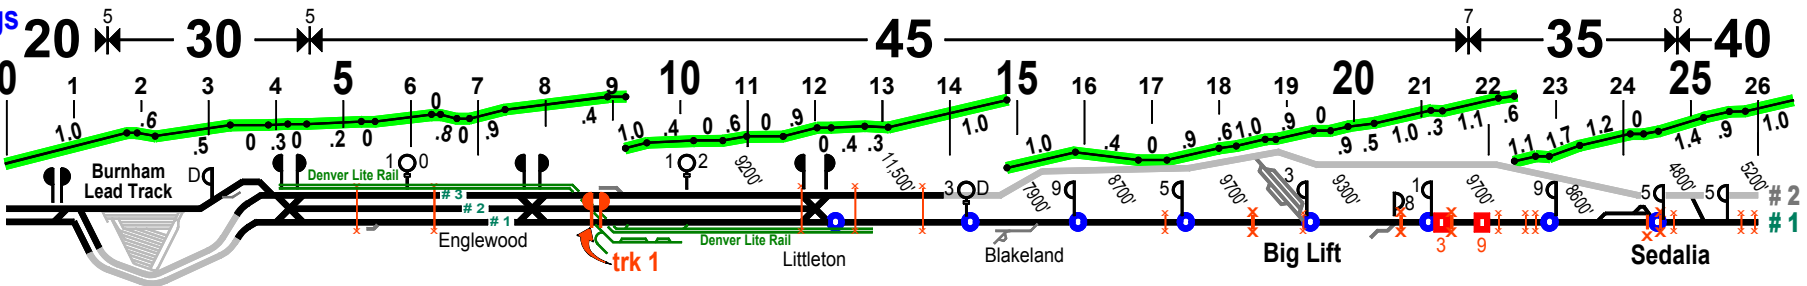 gs 20 5 30 5 45 7 35 8 40
0 1 2 3 4 5 6 7 8 9 10 11 12 13 14 15 16 17 18 19 20 21 22 23 24 25 26
1.0 .6 .5 0 .3 0 .2 0 0 .8 0 .9 .4
1.0 .4 0 .6 0 .9 0 .4 .3 1.0
1.0 .4 0 .9 .6 1.0 .9 0 .9 .5 1.0 .3 1.1 .6
1.1 1.7 1.2 0 1.4 .9 1.0
Burnham
Lead Track
D
Denver Lite Rail
1 0
1 2
9200'
11,500'
3 D
7900'
9
8700'
5
9700'
3
9300'
D8
1
9700'
9
8600'
5
4800'
5
5200'
# 3
# 2
# 1
# 2
# 1
Englewood
trk 1
Denver Lite Rail
Littleton
Blakeland
Big Lift
3
9
Sedalia